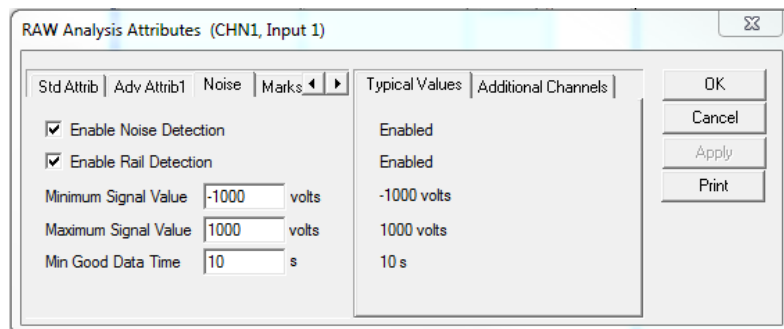 RAW Analysis Attributes (CHN1, Input 1)
Std Attrib Adv Attrib1 Noise Marks Typical Values Additional Channels OK
Cancel
Enable Noise Detection Enabled
Enable Rail Detection Enabled Apply
Minimum Signal Value -1000 volts -1000 volts Print
Maximum Signal Value 1000 volts 1000 volts
Min Good Data Time 10 s 10 s